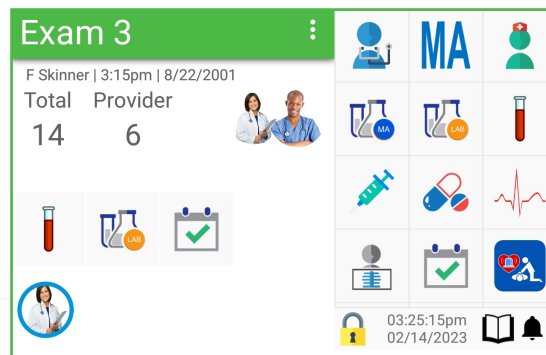 Exam 3
F Skinner | 3:15pm | 8/22/2001
Total Provider
14 6
LAB
MA
MA LAB
03:25:15pm
02/14/2023